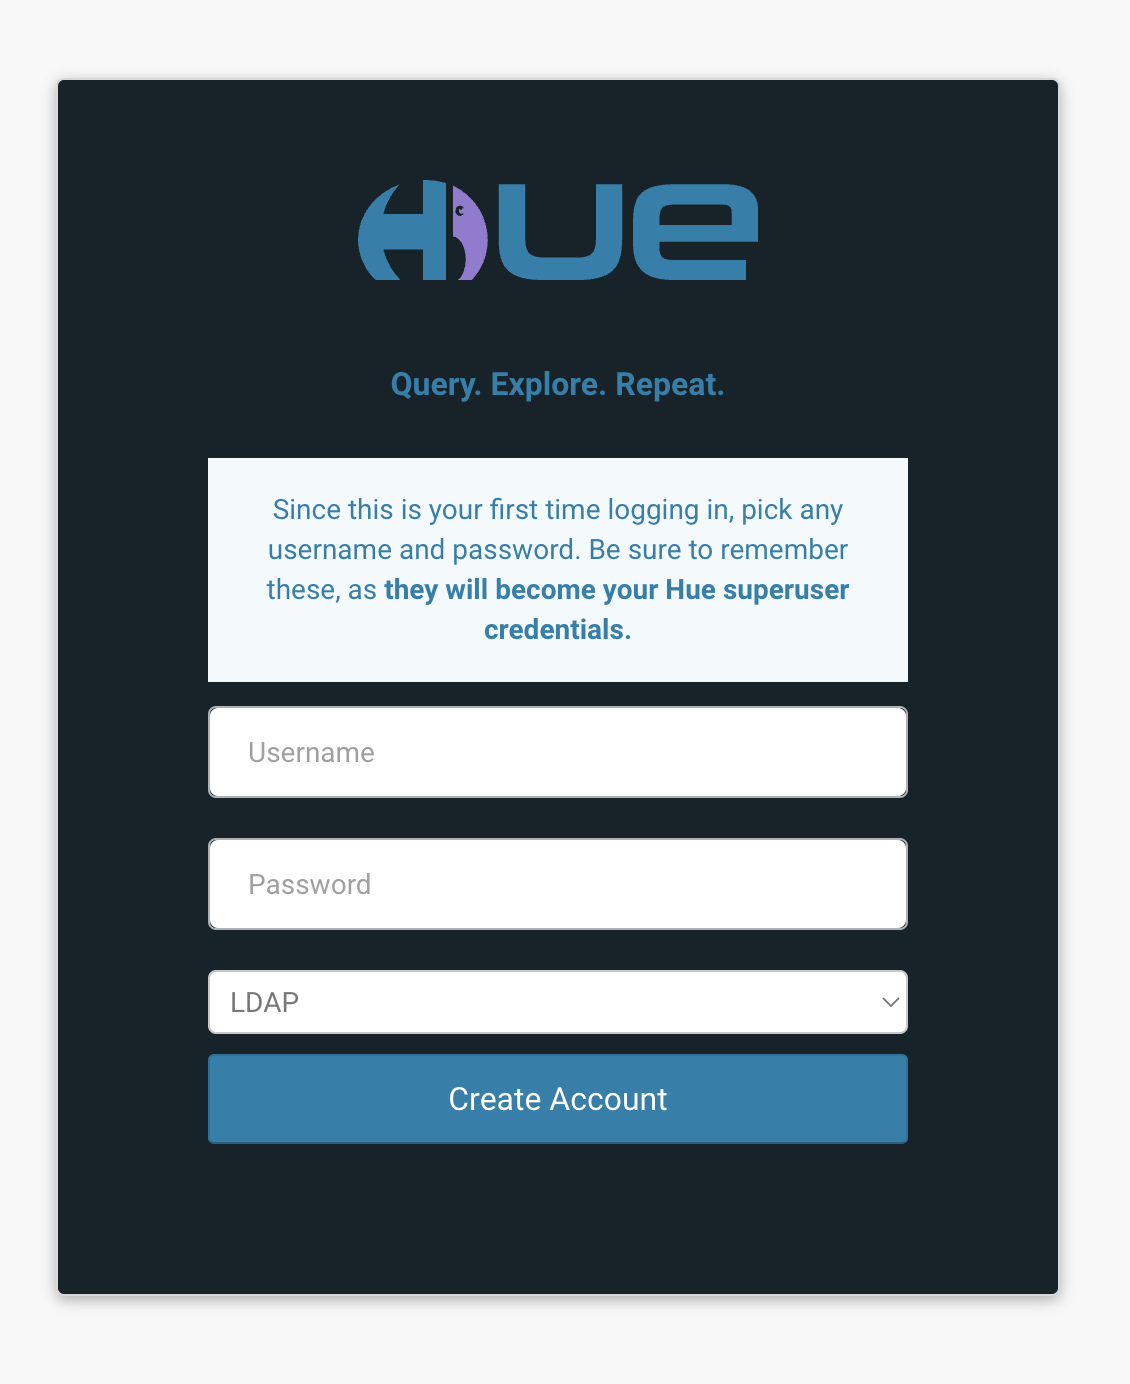 Hue
Query. Explore. Repeat.
Since this is your first time logging in, pick any
username and password. Be sure to remember
these, as they will become your Hue superuser
credentials.
Username
Password
LDAP
Create Account